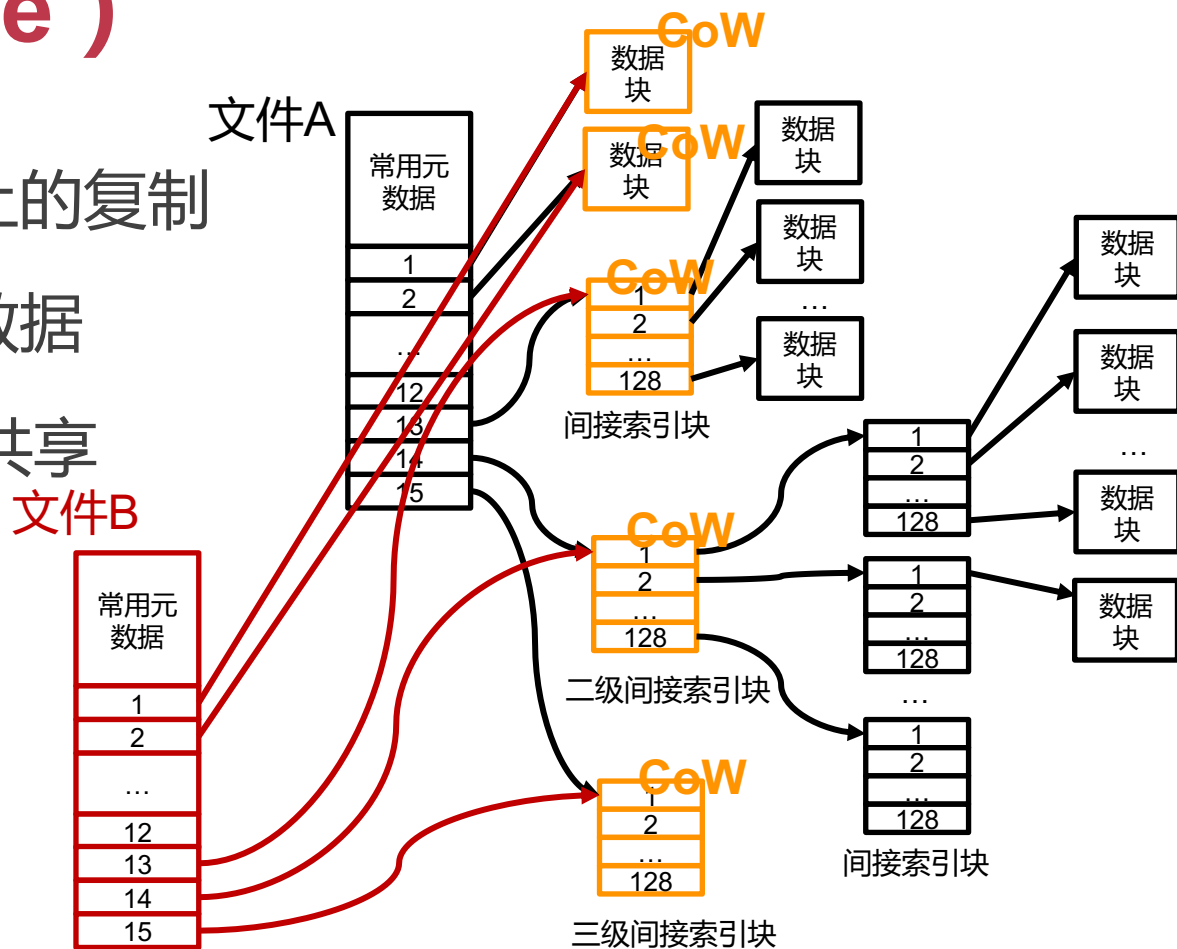 e )
CoW
数据
块
文件A
CoW
数据
块
数据
块
常用元
数据
上的复制
数据
块
1
2
…
12
13
14
15
CoW
1
2
…
128
间接索引块
…
数据
块
数据
块
数据
块
…
数据
块
数据
块
数据
共享
文件B
1
2
…
128
CoW
1
2
…
128
二级间接索引块
1
2
…
128
…
1
2
…
128
间接索引块
常用元
数据
1
2
…
12
13
14
15
CoW
1
2
…
128
三级间接索引块